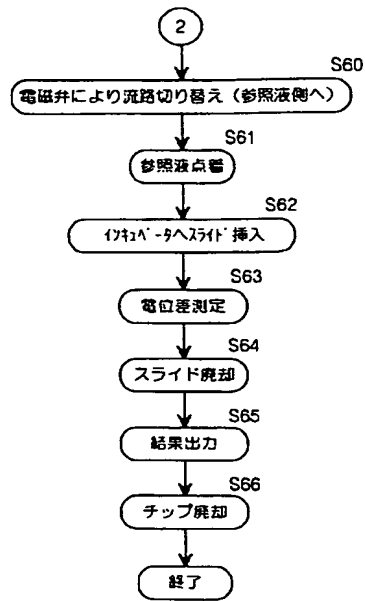 2
S60
電磁弁により流路切り替え（参照液側へ）
S61
参照液点着
S62
ｲﾝｷｭﾍﾞｰﾀへｽﾗｲﾄﾞ挿入
S63
電位差測定
S64
スライド廃却
S65
結果出力
S66
チップ廃却
終了